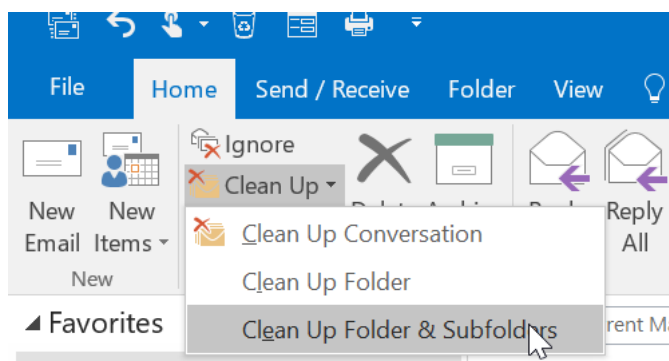 File Home Send / Receive Folder View
Ignore
Clean Up
New Email
New Items
Reply All
New
Clean Up Conversation
Clean Up Folder
Clean Up Folder & Subfolders
Favorites